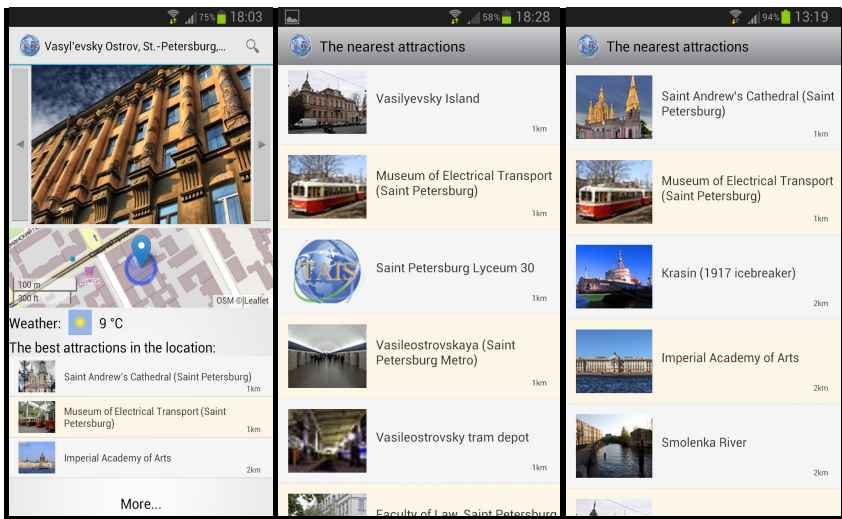 75% 18:03
Vasyl'evsky Ostrov, St.-Petersburg,...
100 m
300 ft
OSM ©|Leaflet
Weather: 9 °C
The best attractions in the location:
Saint Andrew's Cathedral (Saint Petersburg)
1km
Museum of Electrical Transport (Saint
Petersburg)
1km
Imperial Academy of Arts
2km
More...
58% 18:28
The nearest attractions
Vasilyevsky Island
1km
Museum of Electrical Transport
(Saint Petersburg)
1km
TAIS
Saint Petersburg Lyceum 30
1km
Vasileostrovskaya (Saint
Petersburg Metro)
1km
Vasileostrovsky tram depot
1km
Faculty of Law, Saint Petersburg
94% 13:19
The nearest attractions
Saint Andrew's Cathedral (Saint
Petersburg)
1km
Museum of Electrical Transport
(Saint Petersburg)
1km
Krasin (1917 icebreaker)
2km
Imperial Academy of Arts
2km
Smolenka River
2km